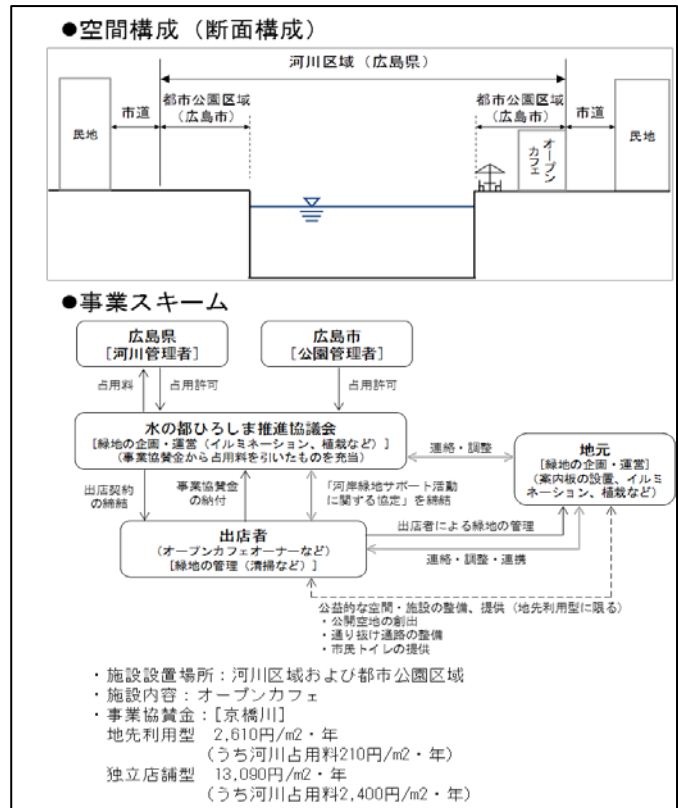 ●空間構成（断面構成）
河川区域（広島県）
都市公園区域
（広島市）
市道
民地
都市公園区域
（広島市）
市道
民地
オープン
カフェ
●事業スキーム
広島県
[河川管理者]
広島市
[公園管理者]
占用料
占用許可
占用許可
水の都ひろしま推進協議会
[緑地の企画・運営（イルミネーション、植栽など）]
（事業協賛金から占用料を引いたものを充当）
連絡・調整
地元
[緑地の企画・運営]
（案内板の設置、イルミ
ネーション、植栽など）
出店契約
の締結
事業協賛金
の納付
「河岸緑地サポート活動
に関する協定」を締結
出店者
（オープンカフェオーナーなど）
[緑地の管理（清掃など）]
出店者による緑地の管理
連絡・調整・連携
公益的な空間・施設の整備、提供（地先利用型に限る）
・公開空地の創出
・通り抜け通路の整備
・市民トイレの提供
・施設設置場所：河川区域および都市公園区域
・施設内容：オープンカフェ
・事業協賛金：[京橋川]
地先利用型　2,610円/m2・年
（うち河川占用料210円/m2・年）
独立店舗型　13,090円/m2・年
（うち河川占用料2,400円/m2・年）